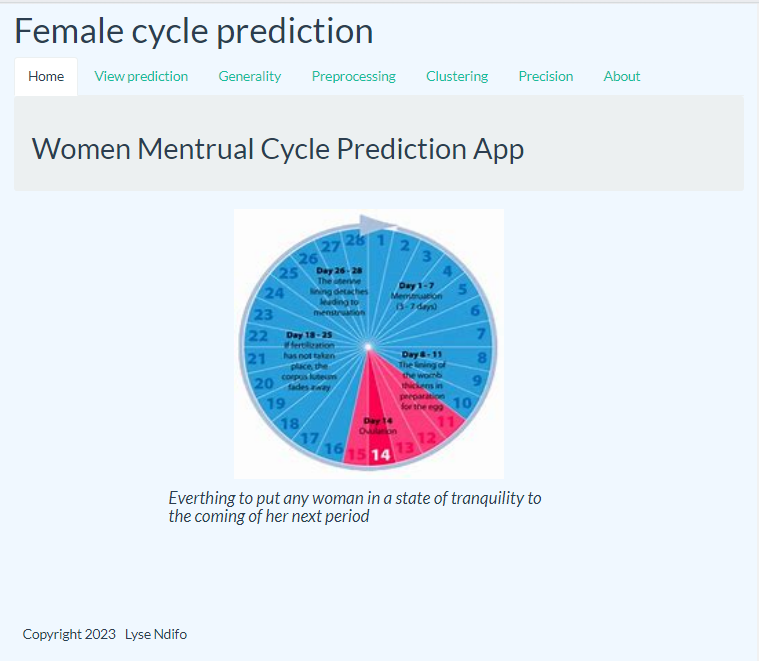 Female cycle prediction
Home View prediction Generality Preprocessing Clustering Precision About
Women Mentrual Cycle Prediction App
28 1 2 3 4 5 6 7 8 9 10 11 12 13 14 15 16 17 18 19 20 21 22 23 24 25 26 27
Day 26 - 28
The uterine
lining detaches
leading to
menstruation
Day 1 - 7
Menstruation
(3 - 7 days)
Day 18 - 25
if fertilization
has not taken
place, the
corpus luteum
fades away
Day 8 - 11
The lining of
the womb
thickens in
preparation
for the egg
Day 14
Ovulation
Everthing to put any woman in a state of tranquility to
the coming of her next period
Copyright 2023 Lyse Ndifo